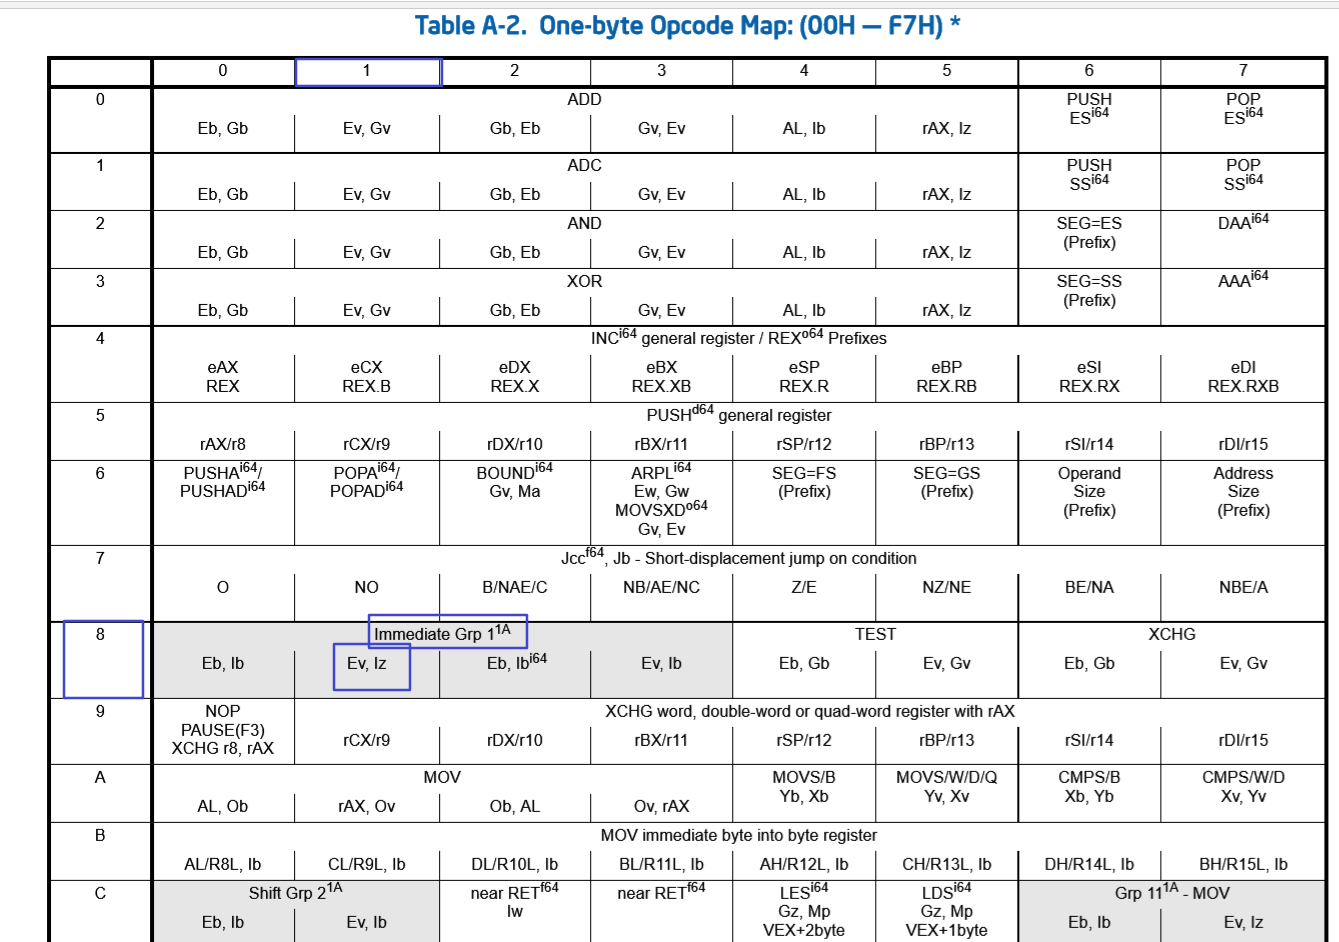 Table A-2. One-byte Opcode Map: (00H — F7H) *
0 1 2 3 4 5 6 7
0 ADD PUSH ES^i64 POP ES^i64
Eb, Gb Ev, Gv Gb, Eb Gv, Ev AL, Ib rAX, Iz
1 ADC PUSH SS^i64 POP SS^i64
Eb, Gb Ev, Gv Gb, Eb Gv, Ev AL, Ib rAX, Iz
2 AND SEG=ES (Prefix) DAA^i64
Eb, Gb Ev, Gv Gb, Eb Gv, Ev AL, Ib rAX, Iz
3 XOR SEG=SS (Prefix) AAA^i64
Eb, Gb Ev, Gv Gb, Eb Gv, Ev AL, Ib rAX, Iz
4 INC^i64 general register / REX^o64 Prefixes
eAX eCX eDX eBX eSP eBP eSI eDI
REX REX.B REX.X REX.XB REX.R REX.RB REX.RX REX.RXB
5 PUSH^d64 general register
rAX/r8 rCX/r9 rDX/r10 rBX/r11 rSP/r12 rBP/r13 rSI/r14 rDI/r15
6 PUSHA^i64/ POPA^i64/ BOUND^i64 ARPL^i64 SEG=FS SEG=GS Operand Address
PUSHAD^i64 POPAD^i64 Gv, Ma Ew, Gw (Prefix) (Prefix) Size Size
MOVSXD^o64 (Prefix) (Prefix)
Gv, Ev
7 Jcc^f64, Jb - Short-displacement jump on condition
O NO B/NAE/C NB/AE/NC Z/E NZ/NE BE/NA NBE/A
8 Immediate Grp 1^1A TEST XCHG
Eb, Ib Ev, Iz Eb, Ib^i64 Ev, Ib Eb, Gb Ev, Gv Eb, Gb Ev, Gv
9 NOP XCHG word, double-word or quad-word register with rAX
PAUSE(F3)
XCHG r8, rAX rCX/r9 rDX/r10 rBX/r11 rSP/r12 rBP/r13 rSI/r14 rDI/r15
A MOV MOVS/B MOVS/W/D/Q CMPS/B CMPS/W/D
Yb, Xb Yv, Xv Xb, Yb Xv, Yv
AL, Ob rAX, Ov Ob, AL Ov, rAX
B MOV immediate byte into byte register
AL/R8L, Ib CL/R9L, Ib DL/R10L, Ib BL/R11L, Ib AH/R12L, Ib CH/R13L, Ib DH/R14L, Ib BH/R15L, Ib
C Shift Grp 2^1A near RET^f64 near RET^f64 LES^i64 LDS^i64 Grp 11^1A - MOV
Iw Gz, Mp Gz, Mp
Eb, Ib Ev, Ib VEX+2byte VEX+1byte Eb, Ib Ev, Iz